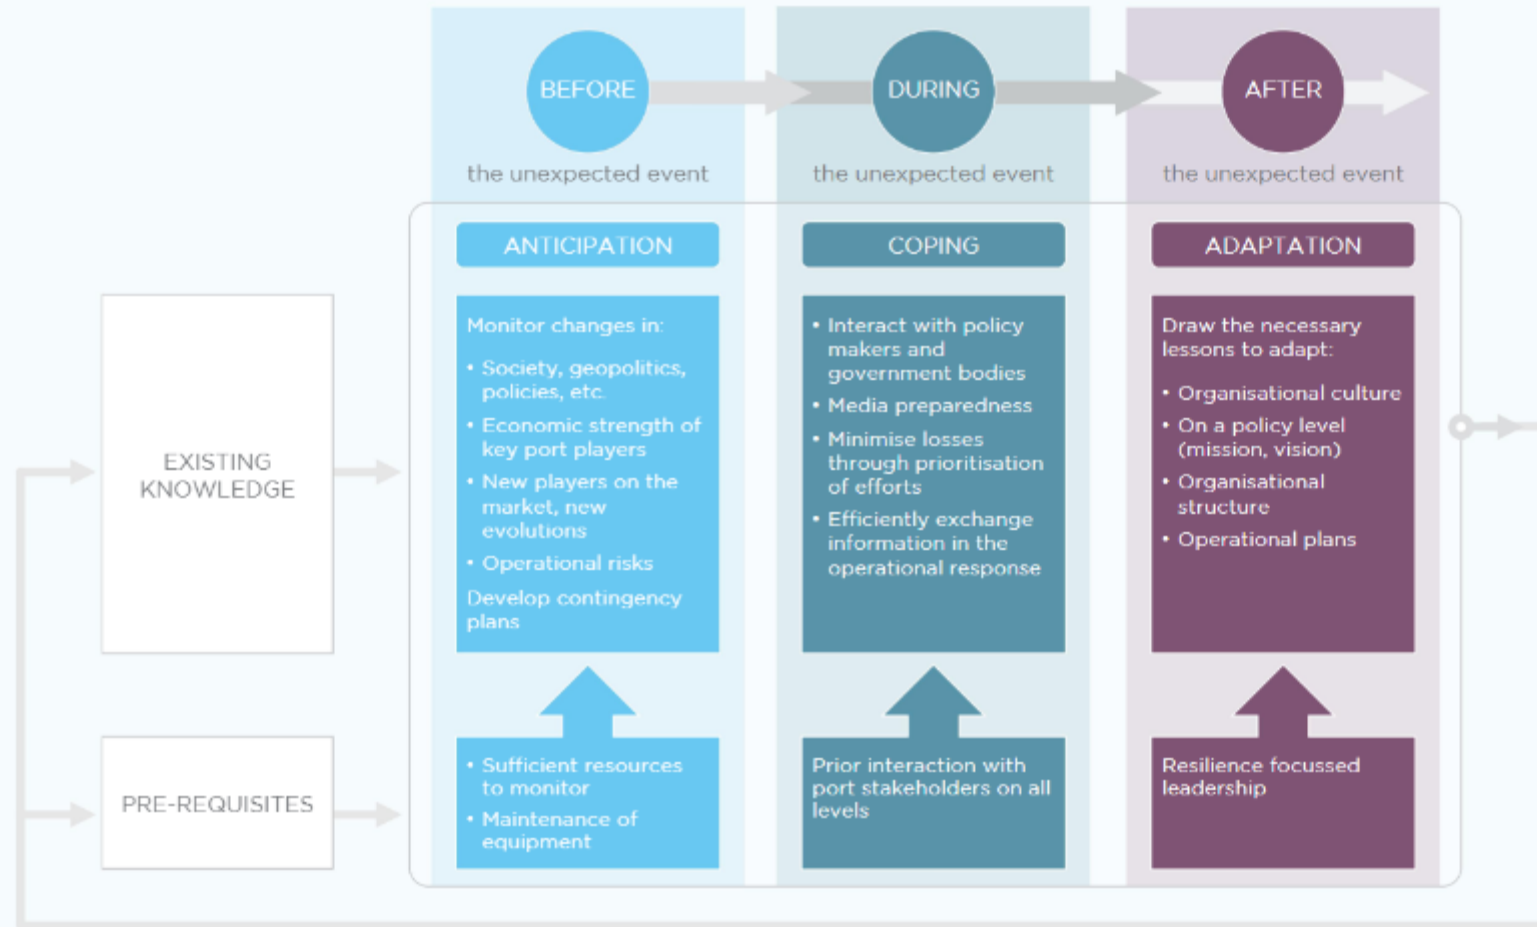 BEFORE
the unexpected event
DURING
the unexpected event
AFTER
the unexpected event
ANTICIPATION
COPING
ADAPTATION
EXISTING
KNOWLEDGE
Monitor changes in:
• Society, geopolitics,
policies, etc.
• Economic strength of
key port players
• New players on the
market, new
evolutions
• Operational risks
Develop contingency
plans
• Interact with policy
makers and
government bodies
• Media preparedness
• Minimise losses
through prioritisation
of efforts
• Efficiently exchange
information in the
operational response
Draw the necessary
lessons to adapt:
• Organisational culture
• On a policy level
(mission, vision)
• Organisational
structure
• Operational plans
PRE-REQUISITES
• Sufficient resources
to monitor
• Maintenance of
equipment
Prior interaction with
port stakeholders on all
levels
Resilience focussed
leadership